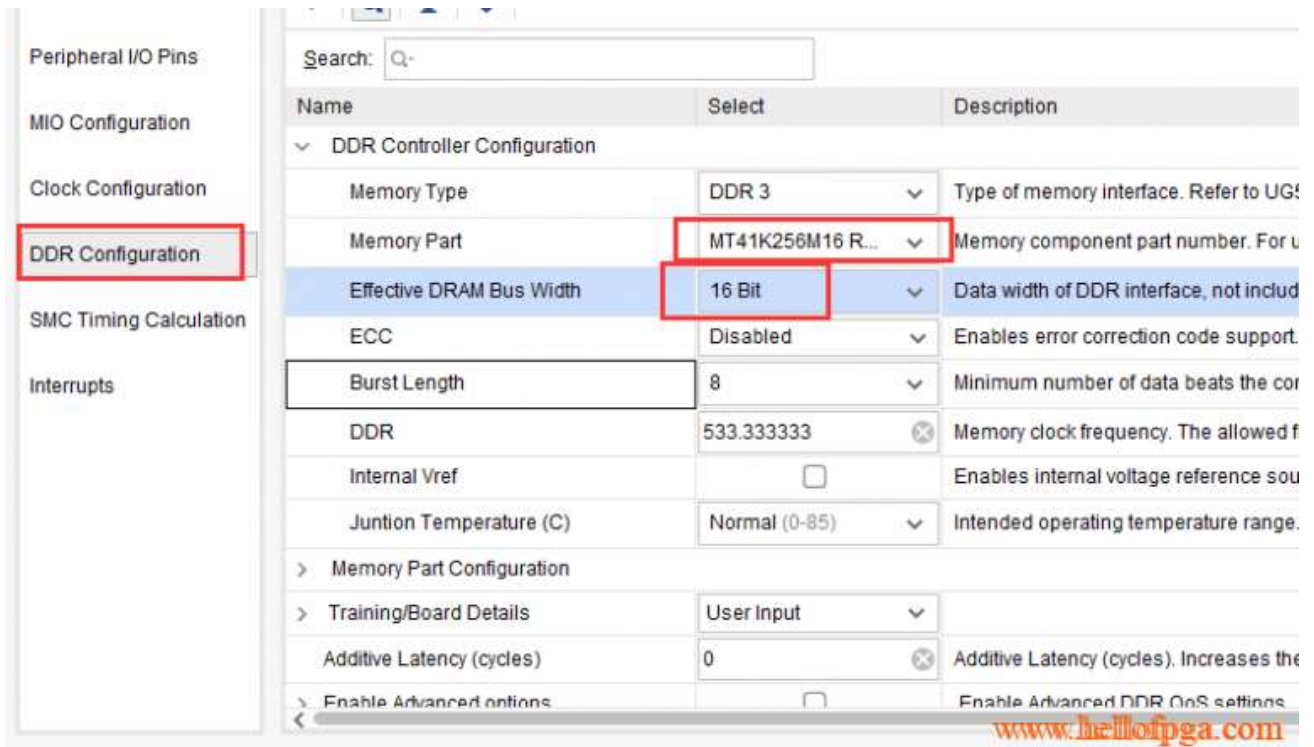 Peripheral I/O Pins
MIO Configuration
Clock Configuration
DDR Configuration
SMC Timing Calculation
Interrupts
Search: Q-
Name Select Description
DDR Controller Configuration
Memory Type DDR 3 Type of memory interface. Refer to UG5
Memory Part MT41K256M16 R... Memory component part number. For u
Effective DRAM Bus Width 16 Bit Data width of DDR interface, not includ
ECC Disabled Enables error correction code support.
Burst Length 8 Minimum number of data beats the cor
DDR 533.333333 Memory clock frequency. The allowed f
Internal Vref Enables internal voltage reference sou
Juntion Temperature (C) Normal (0-85) Intended operating temperature range.
Memory Part Configuration
Training/Board Details User Input
Additive Latency (cycles) 0 Additive Latency (cycles). Increases the
Enable Advanced options Enable Advanced DDR QoS settings
www.hellofpga.com